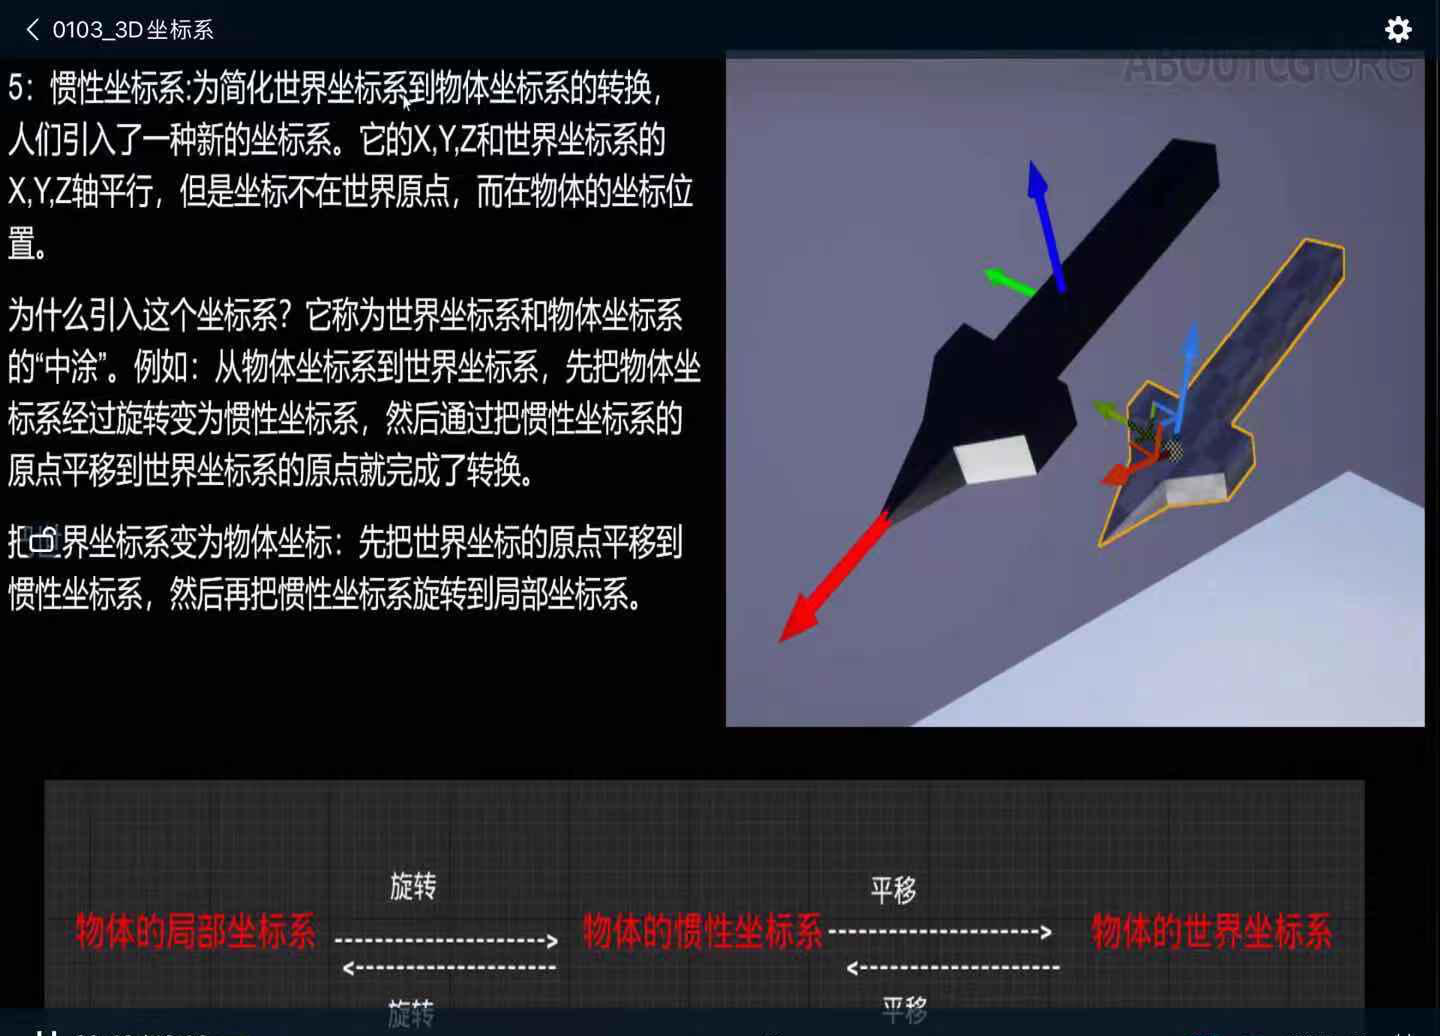 0103_3D坐标系
ABOUTCG.ORG
5：惯性坐标系:为简化世界坐标系到物体坐标系的转换，
人们引入了一种新的坐标系。它的X,Y,Z和世界坐标系的
X,Y,Z轴平行，但是坐标不在世界原点，而在物体的坐标位
置。
为什么引入这个坐标系？它称为世界坐标系和物体坐标系
的“中涂”。例如：从物体坐标系到世界坐标系，先把物体坐
标系经过旋转变为惯性坐标系，然后通过把惯性坐标系的
原点平移到世界坐标系的原点就完成了转换。
把世界坐标系变为物体坐标：先把世界坐标的原点平移到
惯性坐标系，然后再把惯性坐标系旋转到局部坐标系。
旋转 平移
物体的局部坐标系 物体的惯性坐标系 物体的世界坐标系
旋转 平移